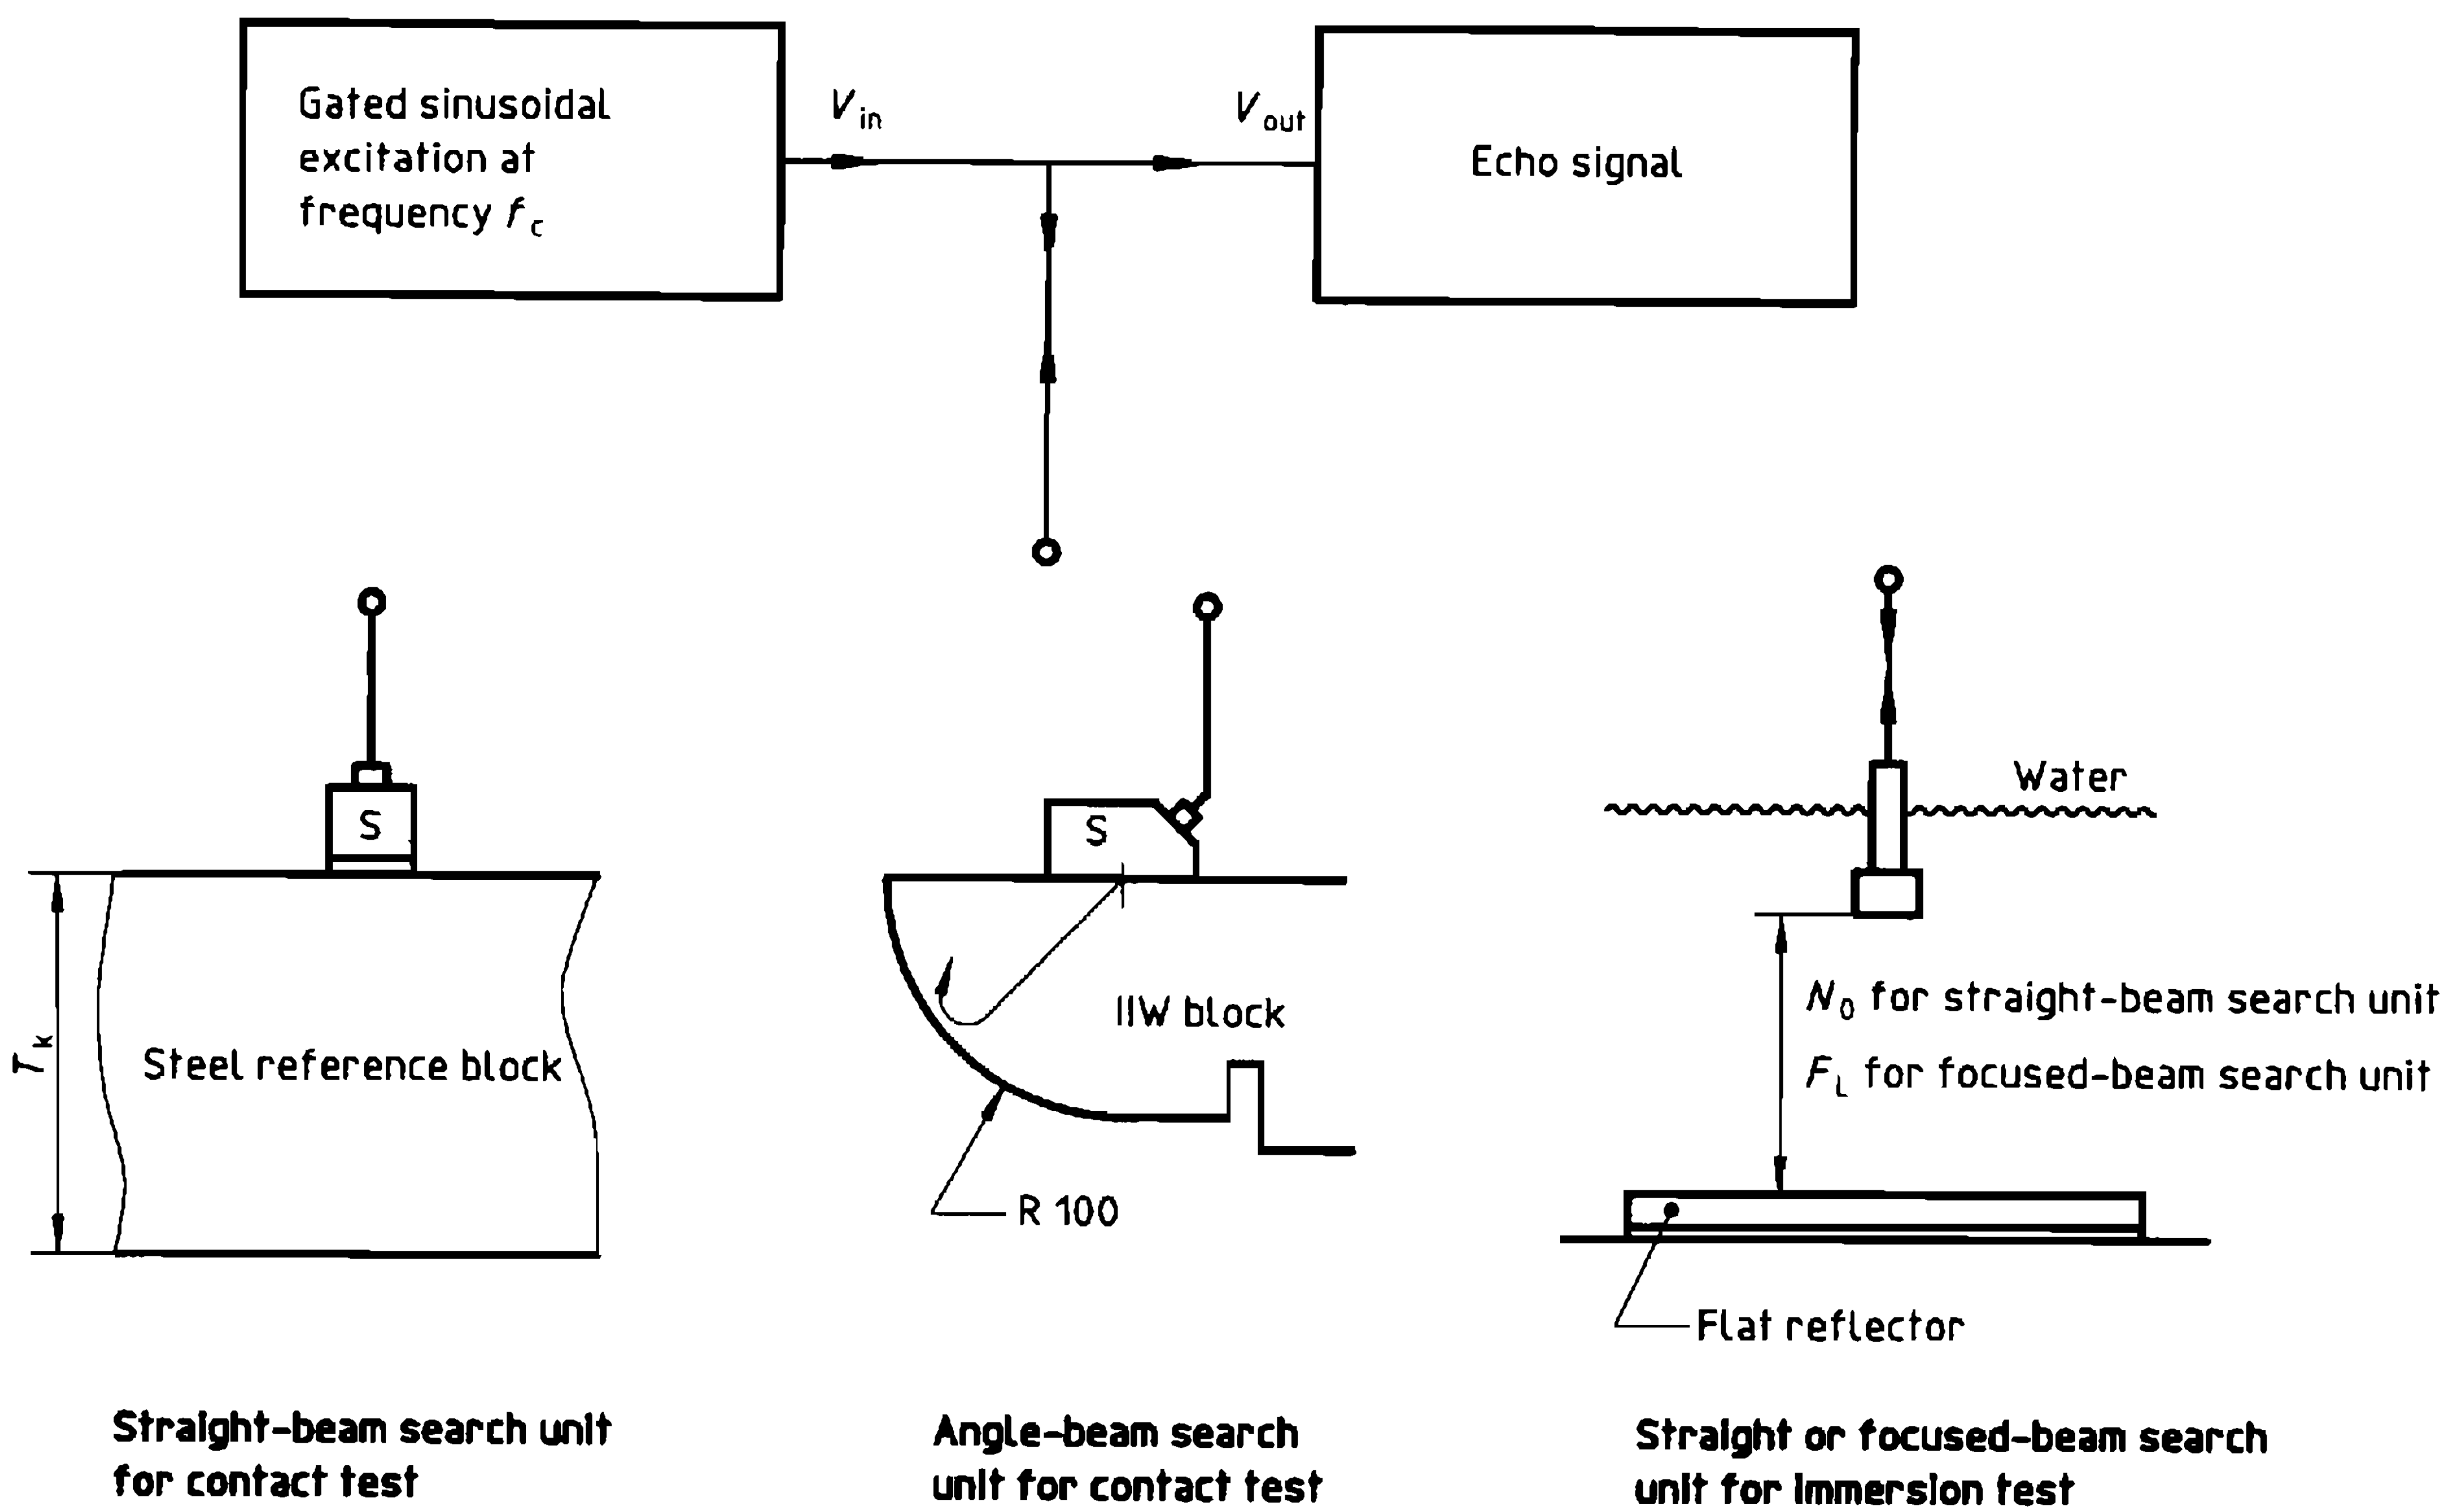 Gated sinusoidal
excitation at
frequency fc
Vin
Vout
Echo signal
S
Tk
Steel reference block
S
IIW block
R 100
Water
N0 for straight-beam search unit
FL for focused-beam search unit
Flat reflector
Straight-beam search unit
for contact test
Angle-beam search
unit for contact test
Straight or focused-beam search
unit for immersion test